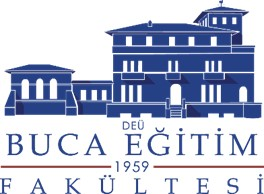 DEÜ
BUCA EĞİTİM
1959
FAKÜLTESİ